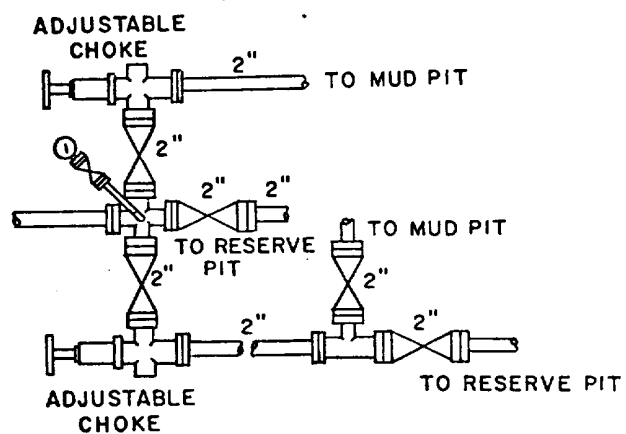 ADJUSTABLE
CHOKE
2"
TO MUD PIT
2"
1
2"
2"
TO RESERVE
PIT
TO MUD PIT
2"
2"
2"
2"
TO RESERVE PIT
ADJUSTABLE
CHOKE